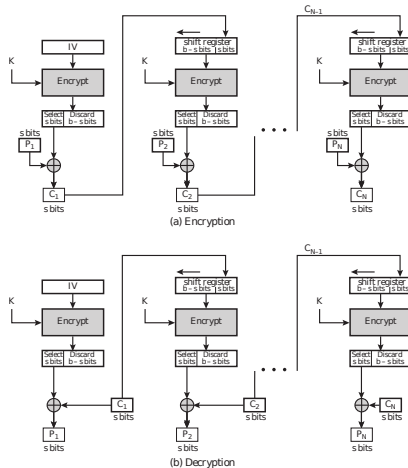 C_{N−1}
shift register
b – s bits | s bits
shift register
b – s bits | s bits
IV
K
K
K
Encrypt
Encrypt
Encrypt
Select s bits | Discard b – s bits
Select s bits | Discard b – s bits
Select s bits | Discard b – s bits
s bits
s bits
s bits
P_1
P_2
P_N
C_1
C_2
C_N
s bits
s bits
s bits
(a) Encryption
C_{N−1}
shift register
b – s bits | s bits
shift register
b – s bits | s bits
IV
K
K
K
Encrypt
Encrypt
Encrypt
Select s bits | Discard b – s bits
Select s bits | Discard b – s bits
Select s bits | Discard b – s bits
C_1
C_2
C_N
s bits
s bits
s bits
P_1
P_2
P_N
s bits
s bits
s bits
(b) Decryption